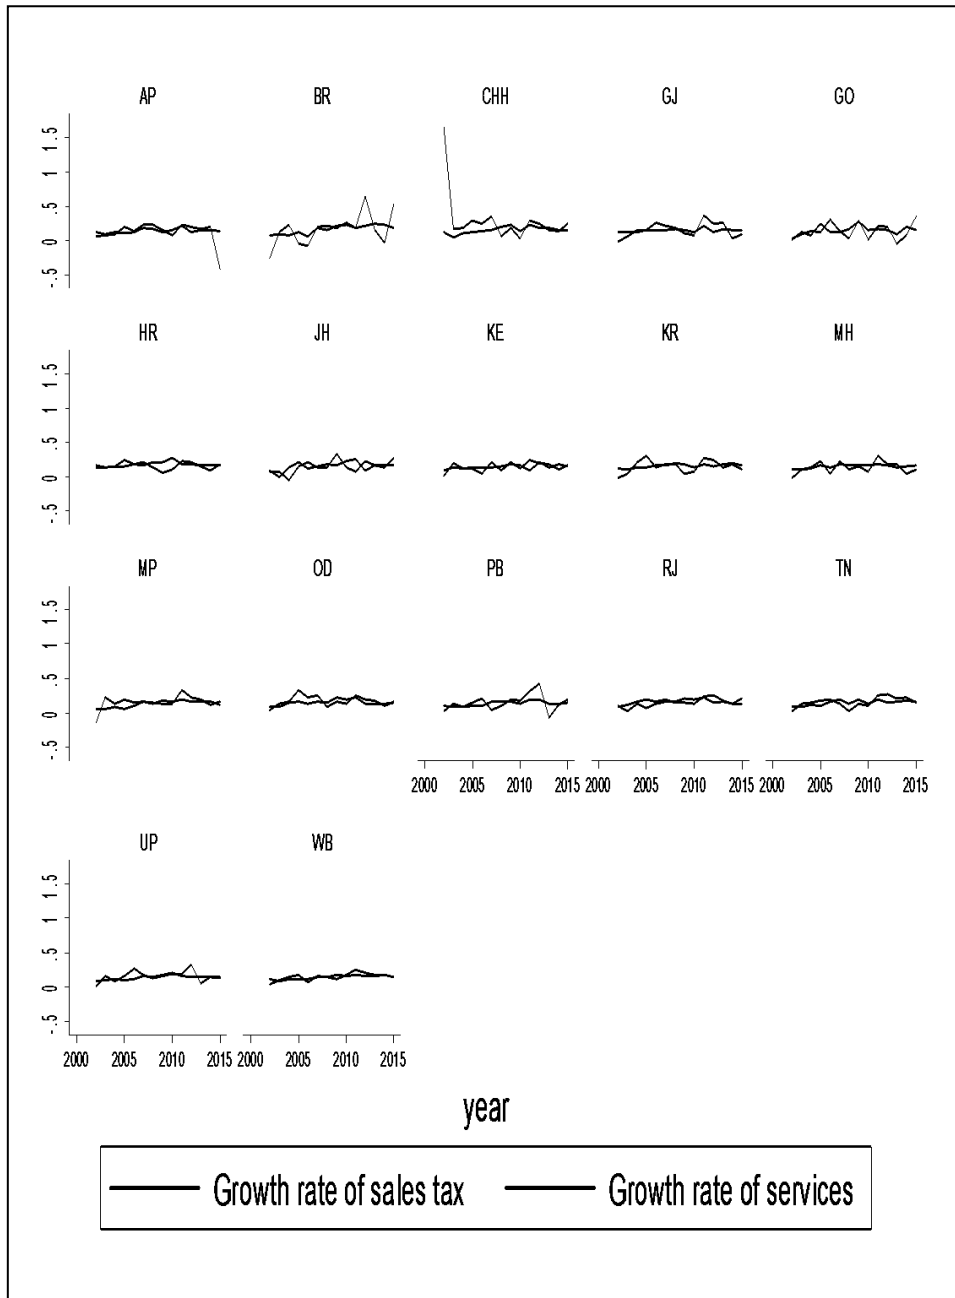 AP BR CHH GJ GO
-.5 0 .5 1 1.5
HR JH KE KR MH
-.5 0 .5 1 1.5
MP OD PB RJ TN
-.5 0 .5 1 1.5
2000 2005 2010 2015 2000 2005 2010 2015 2000 2005 2010 2015
UP WB
-.5 0 .5 1 1.5
2000 2005 2010 2015 2000 2005 2010 2015
year
Growth rate of sales tax Growth rate of services